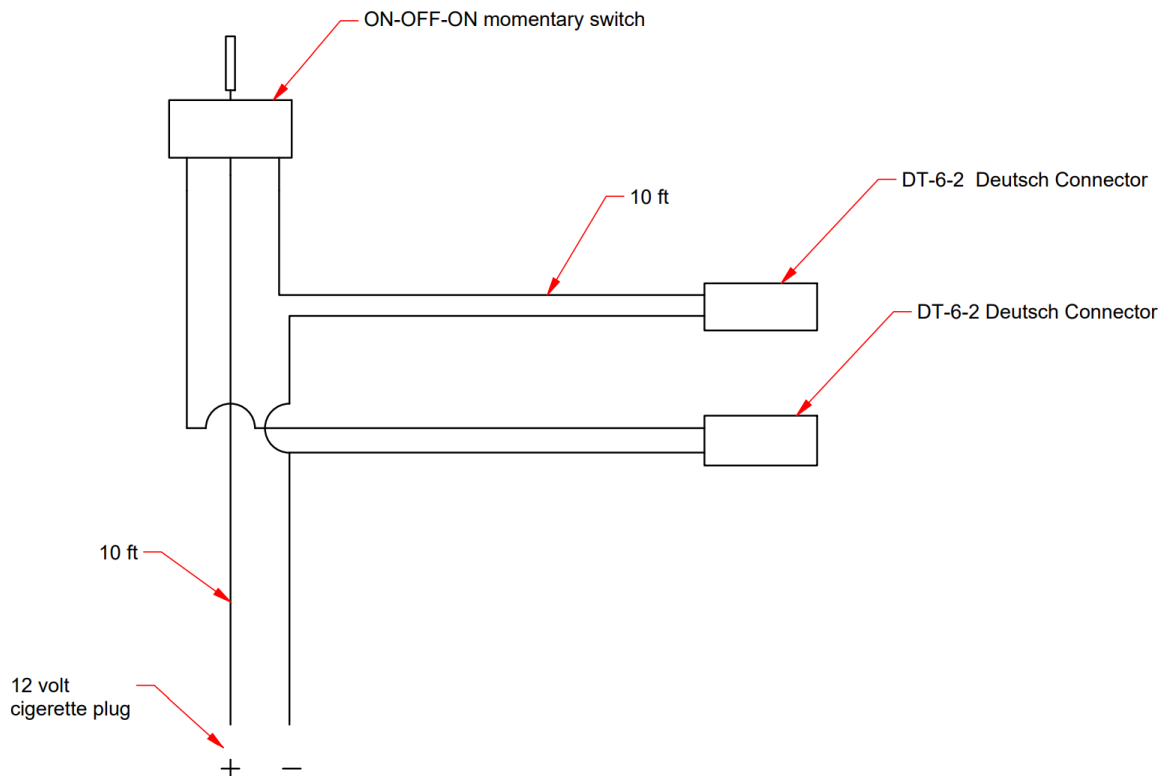 ON-OFF-ON momentary switch
DT-6-2  Deutsch Connector
10 ft
DT-6-2 Deutsch Connector
10 ft
12 volt
cigerette plug
+ −